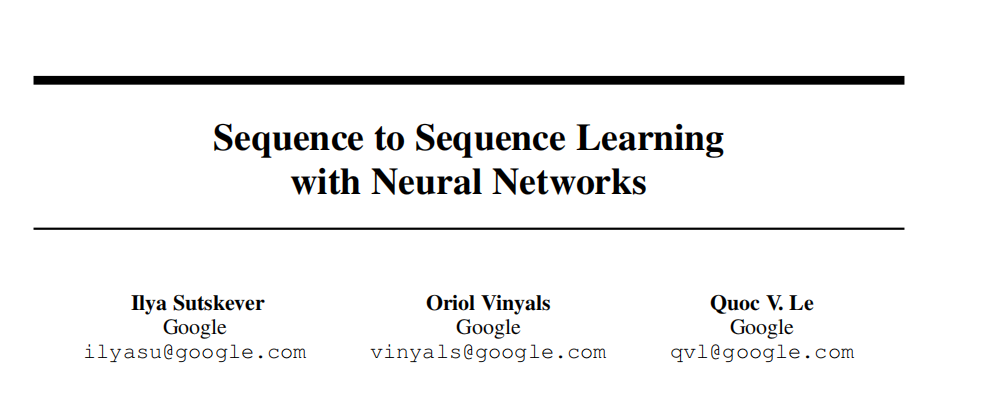 Sequence to Sequence Learning
with Neural Networks
Ilya Sutskever
Google
ilyasu@google.com
Oriol Vinyals
Google
vinyals@google.com
Quoc V. Le
Google
qvl@google.com